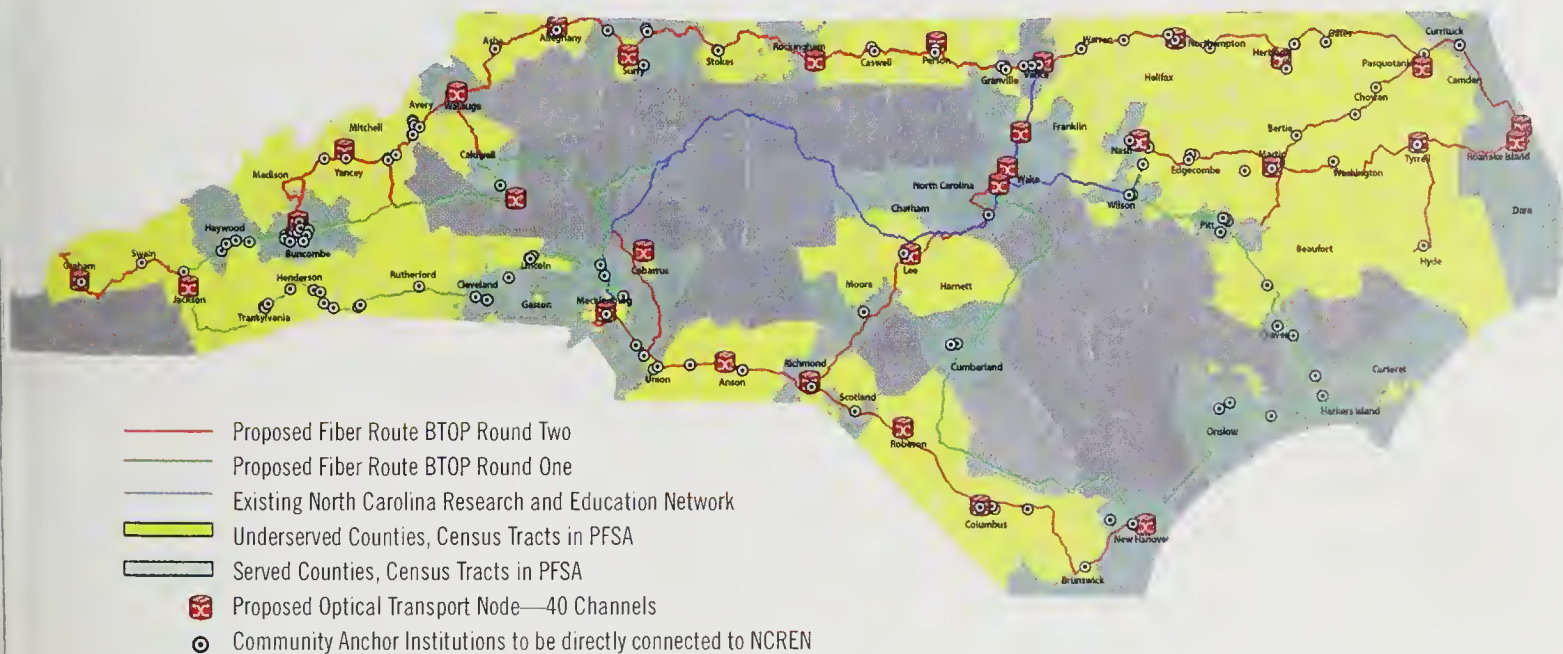 Alleghany
Ashe
Surry
Stokes
Rockingham
Caswell
Person
Granville
Vance
Warren
Northampton
Hertford
Gates
Currituck
Pasquotank
Camden
Halifax
Chowan
Watauga
Avery
Mitchell
Franklin
Bertie
Nash
Caldwell
Madison
Yancey
Edgecombe
Martin
Washington
Tyrrell
Roanoke Island
North Carolina
Wake
Wilson
Chatham
Dare
Haywood
Buncombe
Pitt
Beaufort
Swain
Graham
Lee
Hyde
Lincoln
Cabarrus
Rutherford
Henderson
Cleveland
Moore
Harnett
Jackson
Gaston
Mecklenburg
Transylvania
Craven
Richmond
Cumberland
Union
Anson
Carteret
Scotland
Harkers Island
Onslow
Robeson
Columbus
New Hanover
Brunswick
Proposed Fiber Route BTOP Round Two
Proposed Fiber Route BTOP Round One
Existing North Carolina Research and Education Network
Underserved Counties, Census Tracts in PFSA
Served Counties, Census Tracts in PFSA
Proposed Optical Transport Node—40 Channels
Community Anchor Institutions to be directly connected to NCREN